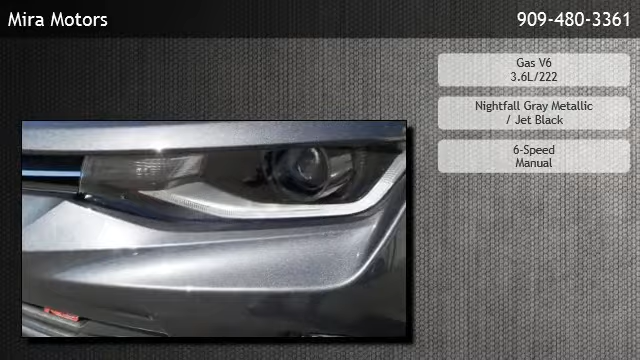 Mira Motors
909-480-3361
Gas V6
3.6L/222
Nightfall Gray Metallic
/ Jet Black
6-Speed
Manual